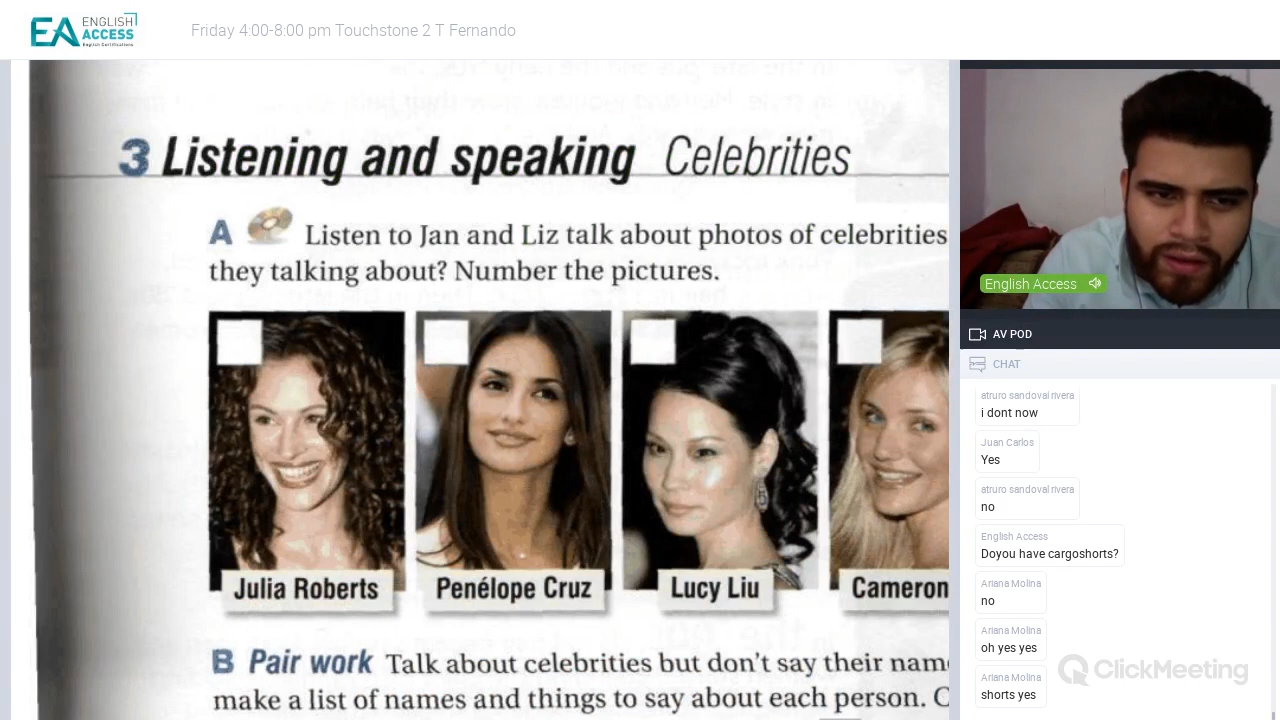 EA ENGLISH ACCESS
English Certifications
Friday 4:00-8:00 pm Touchstone 2 T Fernando
3 Listening and speaking Celebrities
A Listen to Jan and Liz talk about photos of celebrities
they talking about? Number the pictures.
Julia Roberts
Penélope Cruz
Lucy Liu
Cameron
B Pair work Talk about celebrities but don't say their nam
make a list of names and things to say about each person. C
English Access
AV POD
CHAT
atruro sandoval rivera
i dont now
Juan Carlos
Yes
atruro sandoval rivera
no
English Access
Doyou have cargoshorts?
Ariana Molina
no
Ariana Molina
oh yes yes
Ariana Molina
shorts yes
ClickMeeting